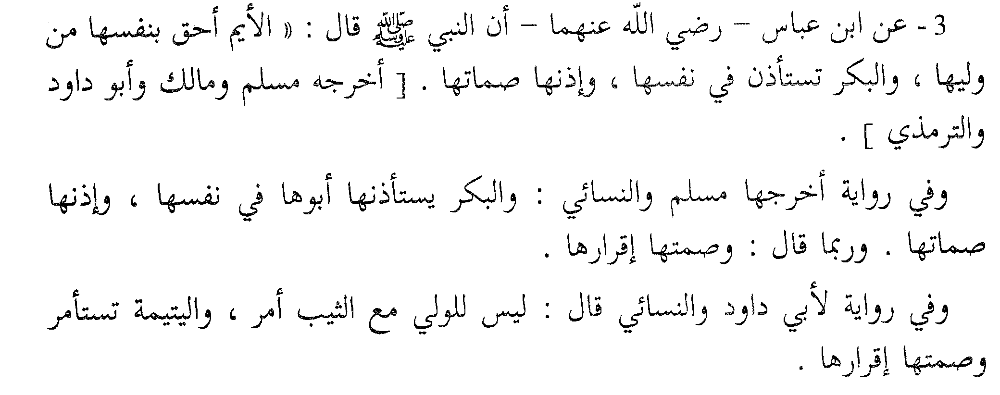 3 - عن ابن عباس – رضي اللّه عنهما – أن النبي ﷺ قال : « الأيم أحق بنفسها من
وليها ، والبكر تستأذن في نفسها ، وإذنها صماتها . [ أخرجه مسلم ومالك وأبو داود
والترمذي ] .
وفي رواية أخرجها مسلم والنسائي : والبكر يستأذنها أبوها في نفسها ، وإذنها
صماتها . وربما قال : وصمتها إقرارها .
وفي رواية لأبي داود والنسائي قال : ليس للولي مع الثيب أمر ، واليتيمة تستأمر
وصمتها إقرارها .